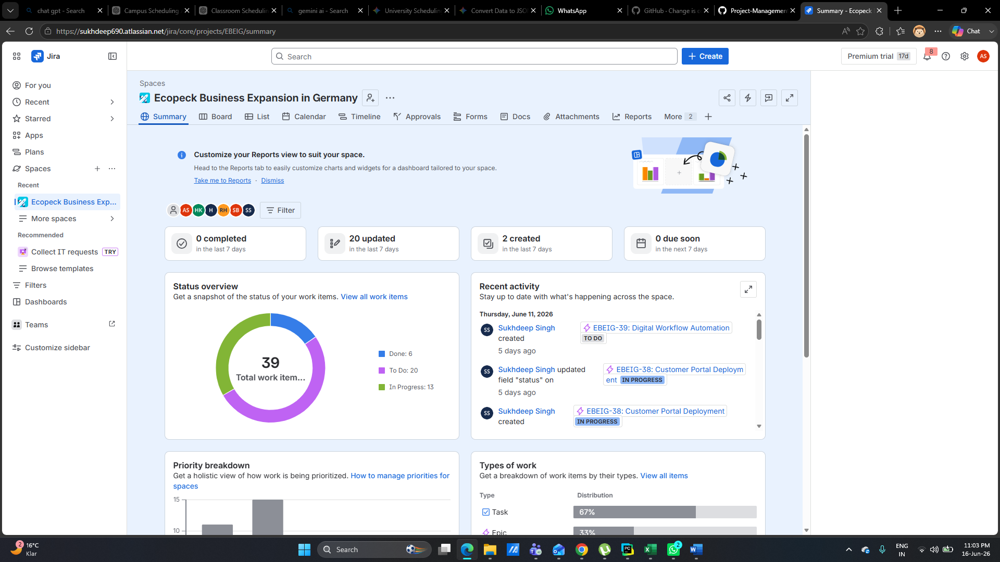 chat gpt - Search
Campus Scheduling
Classroom Schedulin
gemini ai - Search
University Schedulin
Convert Data to JSO
WhatsApp
GitHub · Change is c
Project-Managemen
Summary - Ecopeck
https://sukhdeep690.atlassian.net/jira/core/projects/EBEIG/summary
Chat
Jira
Search
Create
Premium trial 17d
8
AS
For you
Recent
Starred
Apps
Plans
Spaces
Recent
Ecopeck Business Exp...
More spaces
Recommended
Collect IT requests TRY
Browse templates
Filters
Dashboards
Teams
Customize sidebar
Spaces
Ecopeck Business Expansion in Germany
Summary Board List Calendar Timeline Approvals Forms Docs Attachments Reports More 2
Customize your Reports view to suit your space.
Head to the Reports tab to easily customize charts and widgets for a dashboard tailored to your space.
Take me to Reports · Dismiss
AS HK H RH SB SS Filter
0 completed
in the last 7 days
20 updated
in the last 7 days
2 created
in the last 7 days
0 due soon
in the next 7 days
Status overview
Get a snapshot of the status of your work items. View all work items
39
Total work item...
Done: 6
To Do: 20
In Progress: 13
Recent activity
Stay up to date with what's happening across the space.
Thursday, June 11, 2026
SS Sukhdeep Singh EBEIG-39: Digital Workflow Automation
created TO DO
5 days ago
SS Sukhdeep Singh updated EBEIG-38: Customer Portal Deploym
field "status" on ent IN PROGRESS
5 days ago
SS Sukhdeep Singh EBEIG-38: Customer Portal Deployment
created IN PROGRESS
Priority breakdown
Get a holistic view of how work is being prioritized. How to manage priorities for
spaces
15
10
Types of work
Get a breakdown of work items by their types. View all items
Type Distribution
Task 67%
Epic 33%
2
16°C
Klar
Search
2
ENG
IN
11:03 PM
16-Jun-26